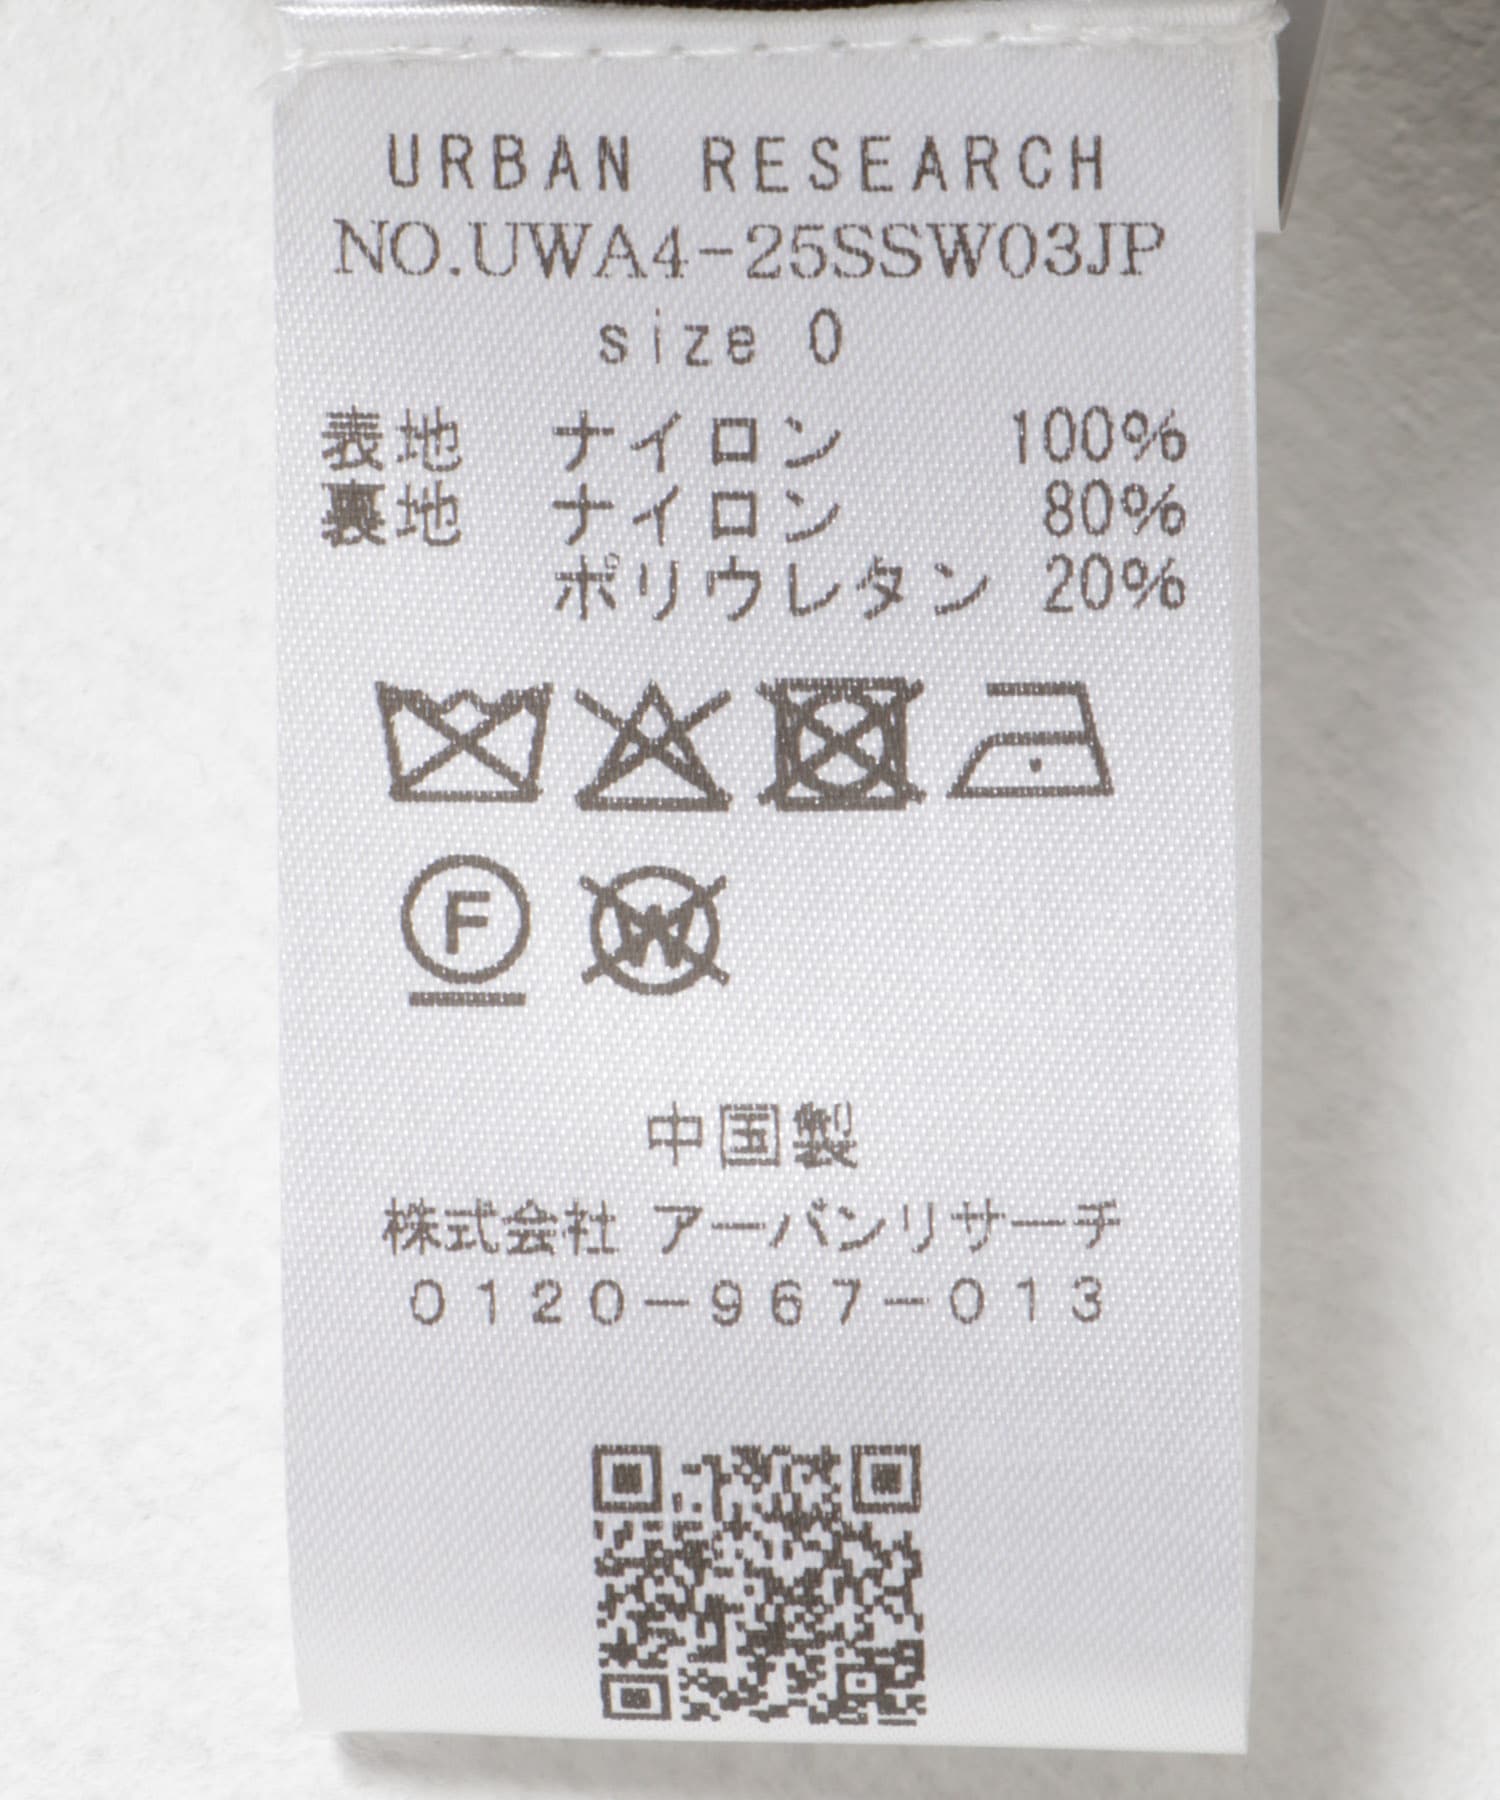 URBAN RESEARCH
NO.UWA4-25SSW03JP
size 0
表地 ナイロン 100%
裏地 ナイロン 80%
ポリウレタン 20%
F W
中国製
株式会社 アーバンリサーチ
0120-967-013